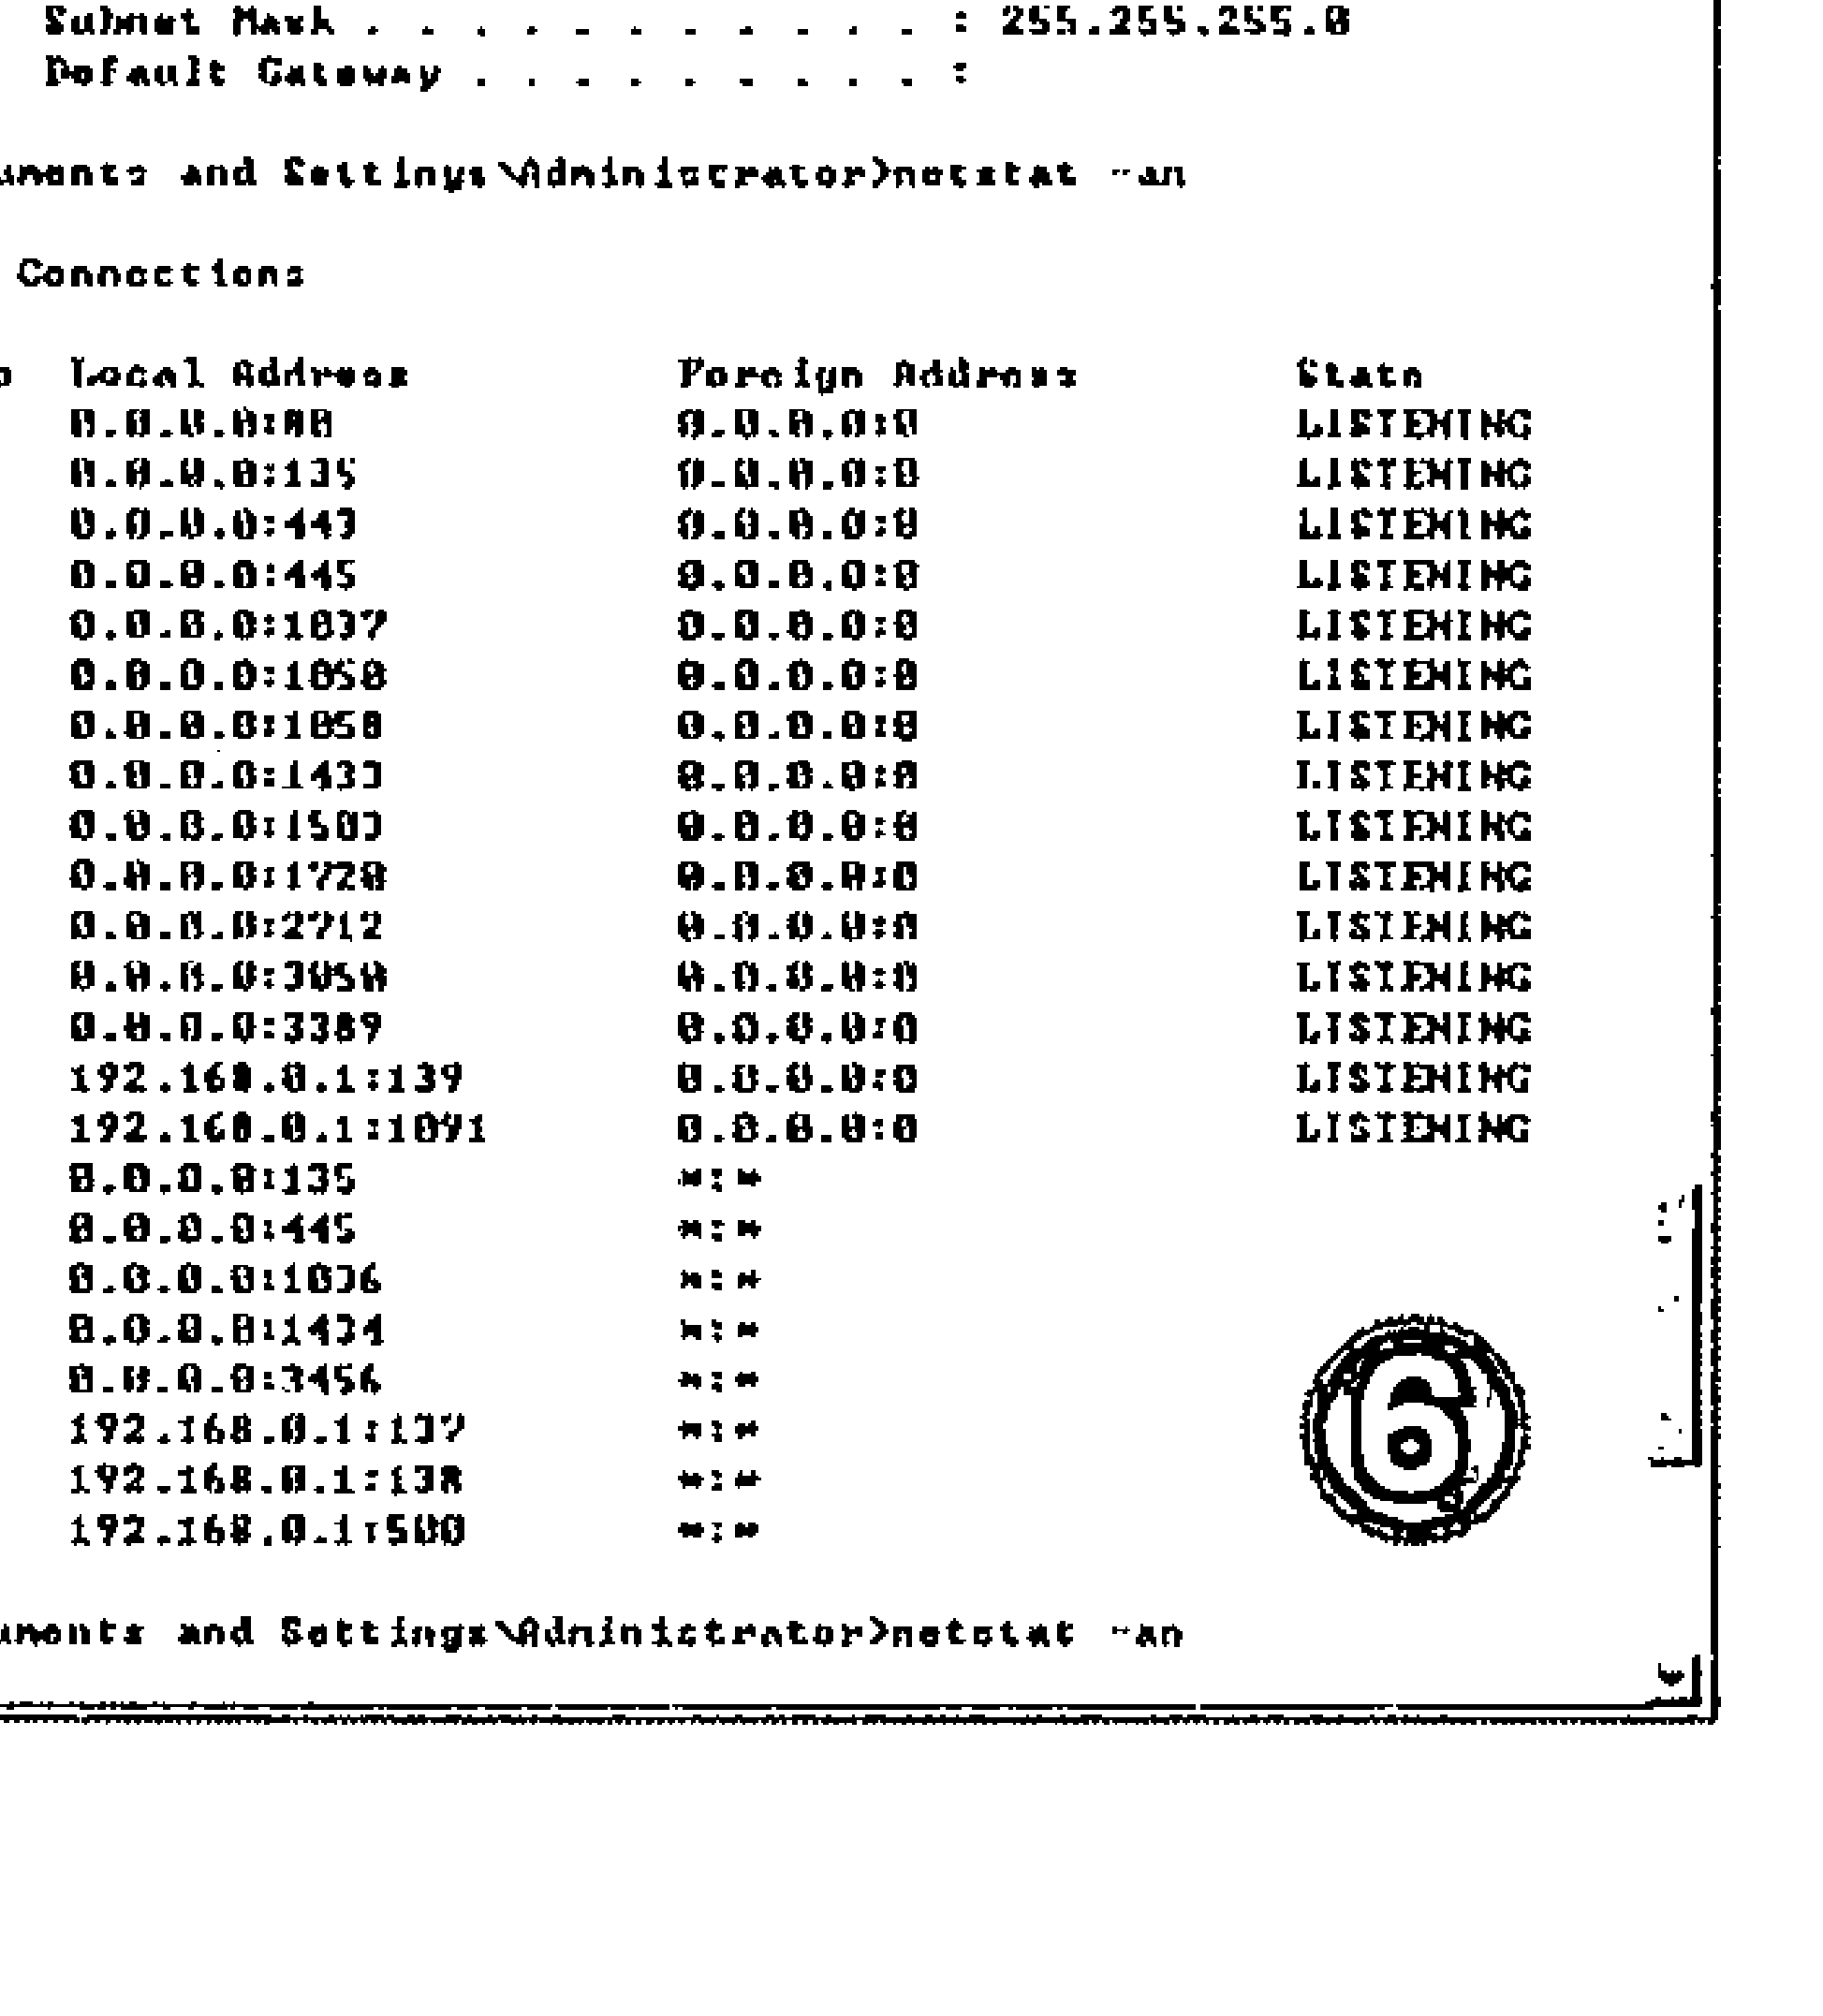 Subnet Mask . . . . . . . . . . . : 255.255.255.0
Default Gateway . . . . . . . . . :
uments and Settings\Administrator>netstat -an
Connections
o Local Address Foreign Address State
0.0.0.0:80 0.0.0.0:0 LISTENING
0.0.0.0:135 0.0.0.0:0 LISTENING
0.0.0.0:443 0.0.0.0:0 LISTENING
0.0.0.0:445 0.0.0.0:0 LISTENING
0.0.0.0:1037 0.0.0.0:0 LISTENING
0.0.0.0:1050 0.0.0.0:0 LISTENING
0.0.0.0:1058 0.0.0.0:0 LISTENING
0.0.0.0:1433 0.0.0.0:0 LISTENING
0.0.0.0:1503 0.0.0.0:0 LISTENING
0.0.0.0:1720 0.0.0.0:0 LISTENING
0.0.0.0:2712 0.0.0.0:0 LISTENING
0.0.0.0:3050 0.0.0.0:0 LISTENING
0.0.0.0:3389 0.0.0.0:0 LISTENING
192.168.0.1:139 0.0.0.0:0 LISTENING
192.168.0.1:1091 0.0.0.0:0 LISTENING
0.0.0.0:135 *:*
0.0.0.0:445 *:*
0.0.0.0:1036 *:*
0.0.0.0:1434 *:*
0.0.0.0:3456 *:*
192.168.0.1:137 *:*
192.168.0.1:138 *:*
192.168.0.1:500 *:*
6
uments and Settings\Administrator>netstat -an